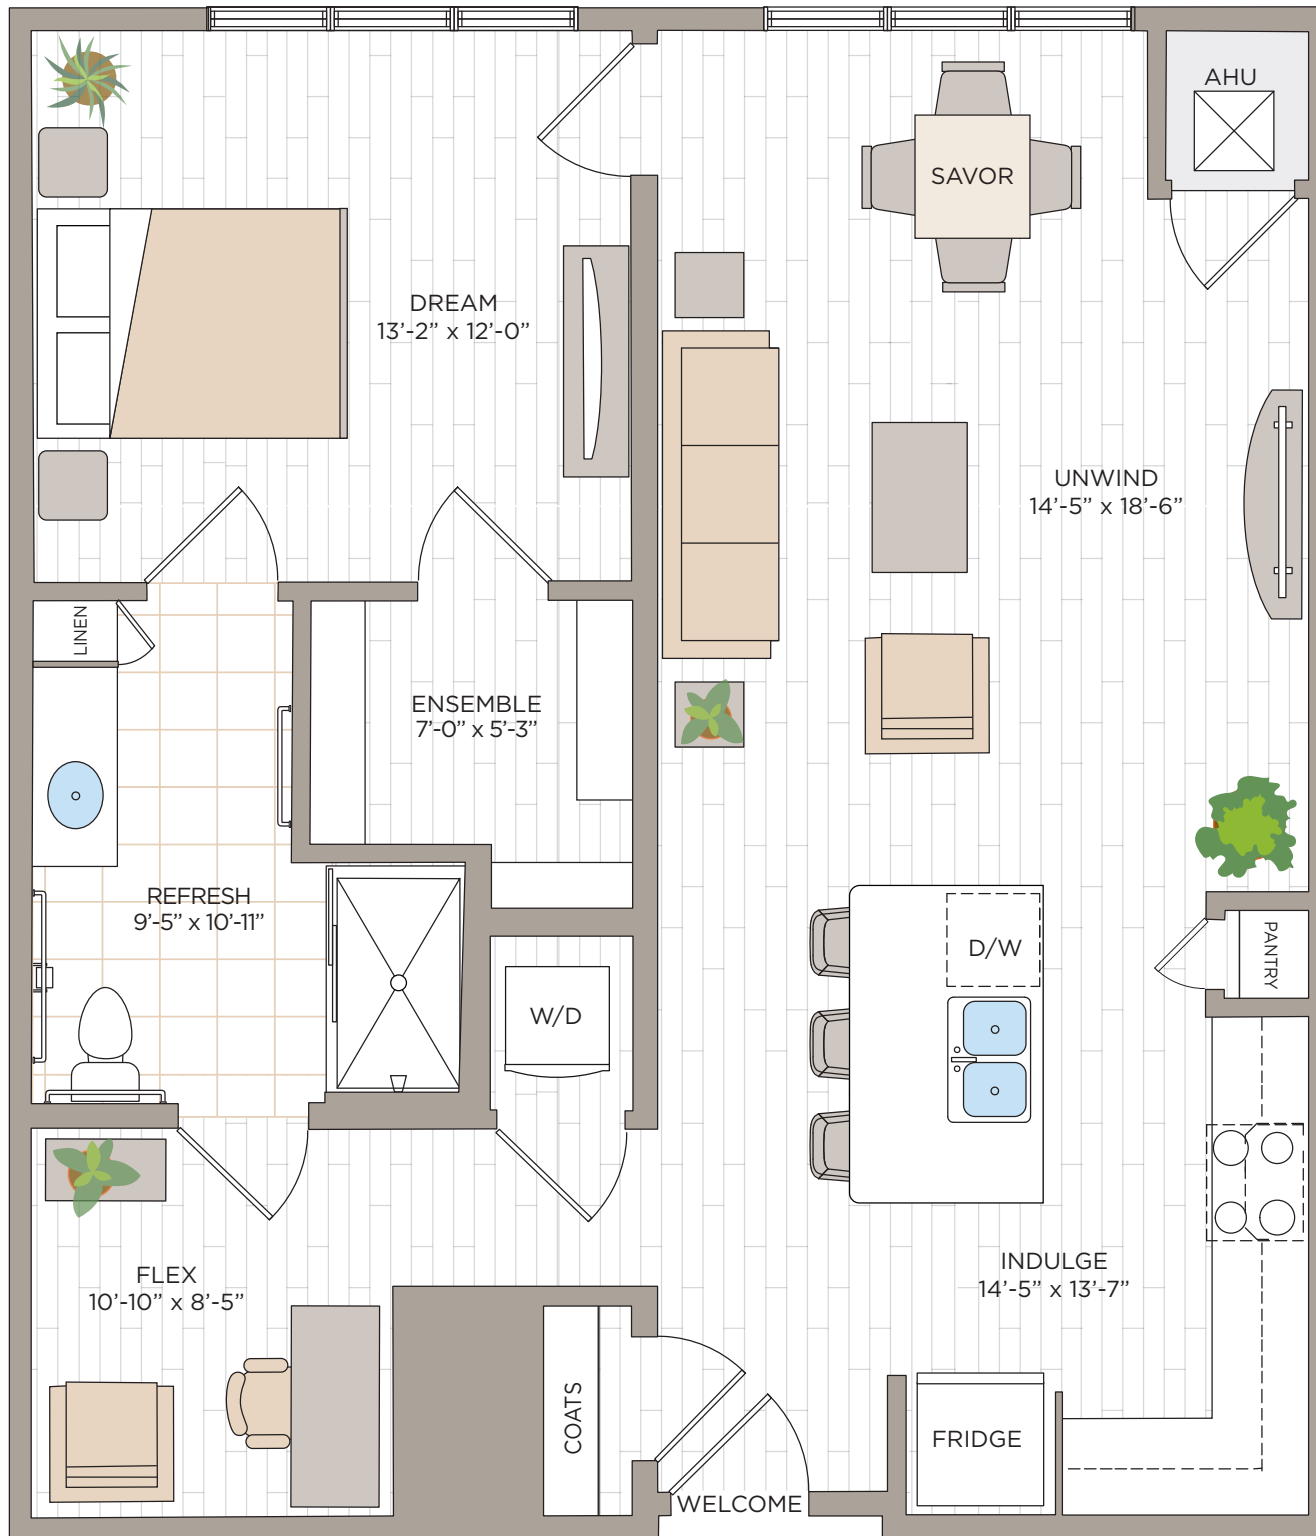 AHU
SAVOR
DREAM
13’-2” x 12’-0”
UNWIND
14’-5” x 18’-6”
LINEN
ENSEMBLE
7’-0” x 5’-3”
REFRESH
9’-5” x 10’-11”
D/W
PANTRY
W/D
FLEX
10’-10” x 8’-5”
INDULGE
14’-5” x 13’-7”
COATS
FRIDGE
WELCOME